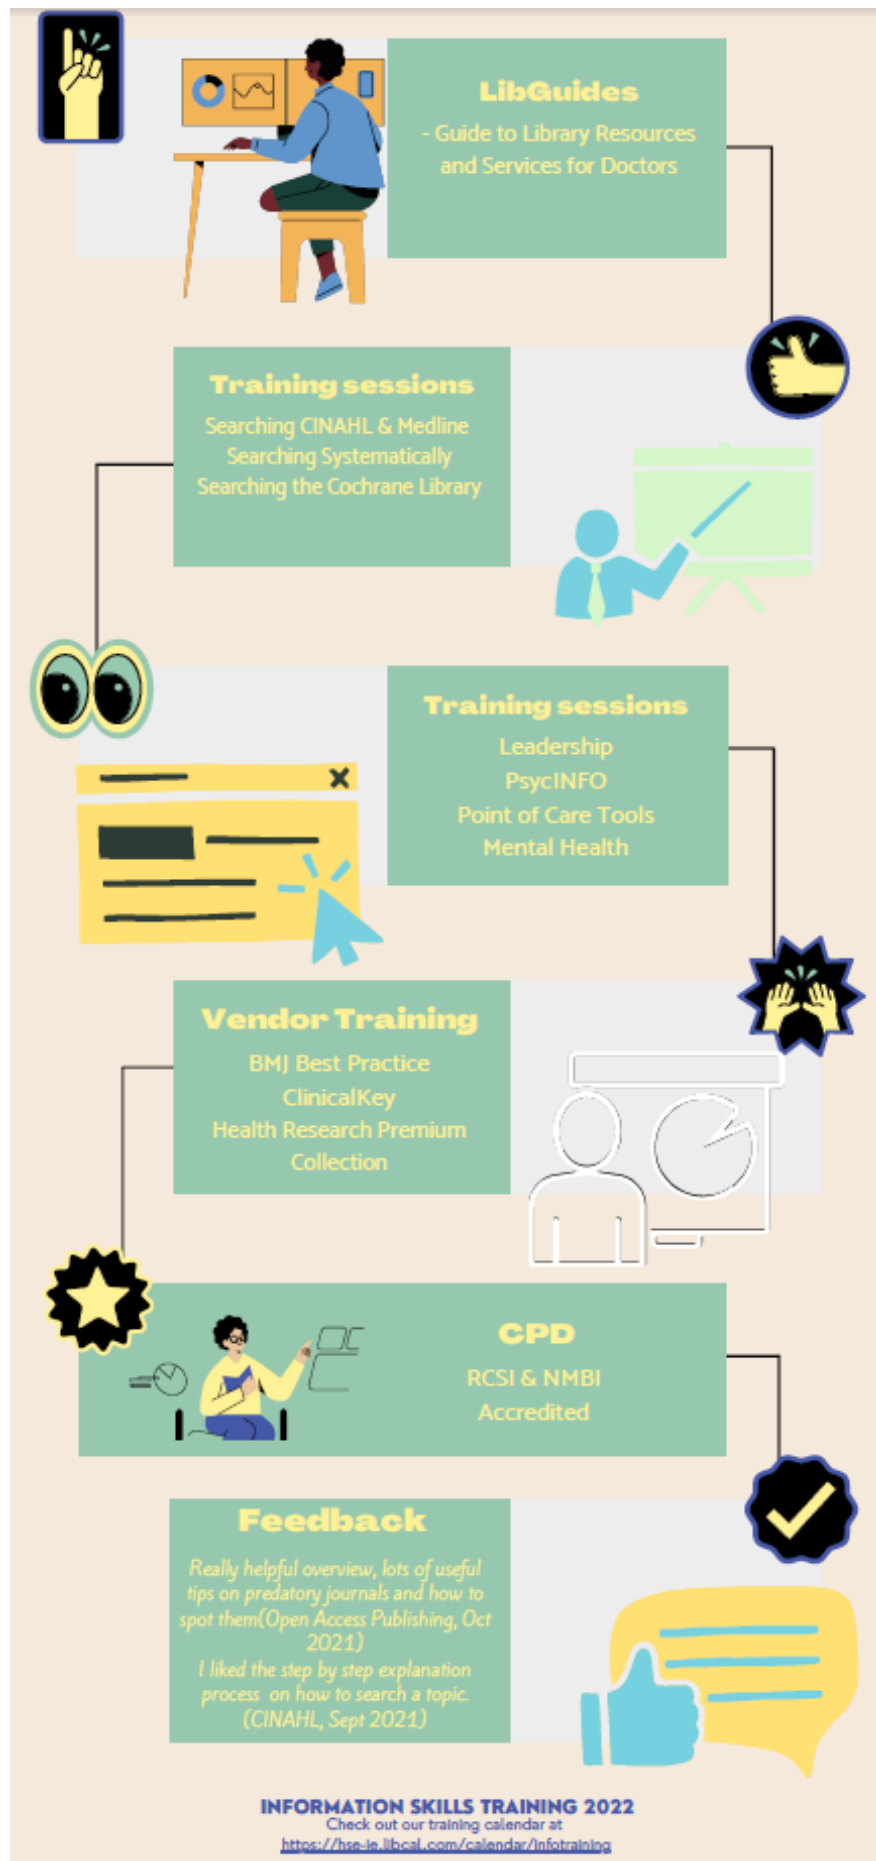 LibGuides
- Guide to Library Resources
and Services for Doctors
Training sessions
Searching CINAHL & Medline
Searching Systematically
Searching the Cochrane Library
Training sessions
Leadership
PsycINFO
Point of Care Tools
Mental Health
Vendor Training
BMJ Best Practice
ClinicalKey
Health Research Premium
Collection
CPD
RCSI & NMBI
Accredited
Feedback
Really helpful overview, lots of useful
tips on predatory journals and how to
spot them(Open Access Publishing, Oct
2021)
I liked the step by step explanation
process on how to search a topic.
(CINAHL, Sept 2021)
INFORMATION SKILLS TRAINING 2022
Check out our training calendar at
https://hse-ie.libcal.com/calendar/infotraining